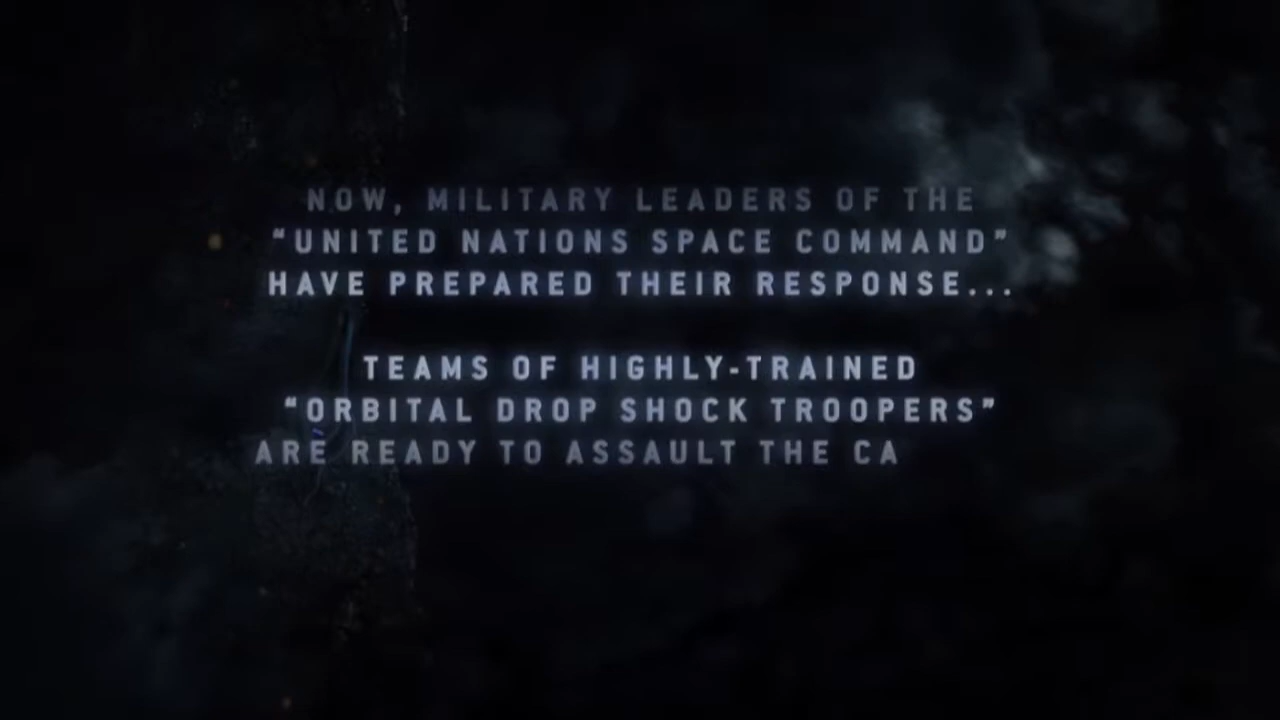 NOW, MILITARY LEADERS OF THE
“UNITED NATIONS SPACE COMMAND”
HAVE PREPARED THEIR RESPONSE...
TEAMS OF HIGHLY-TRAINED
“ORBITAL DROP SHOCK TROOPERS”
ARE READY TO ASSAULT THE CA